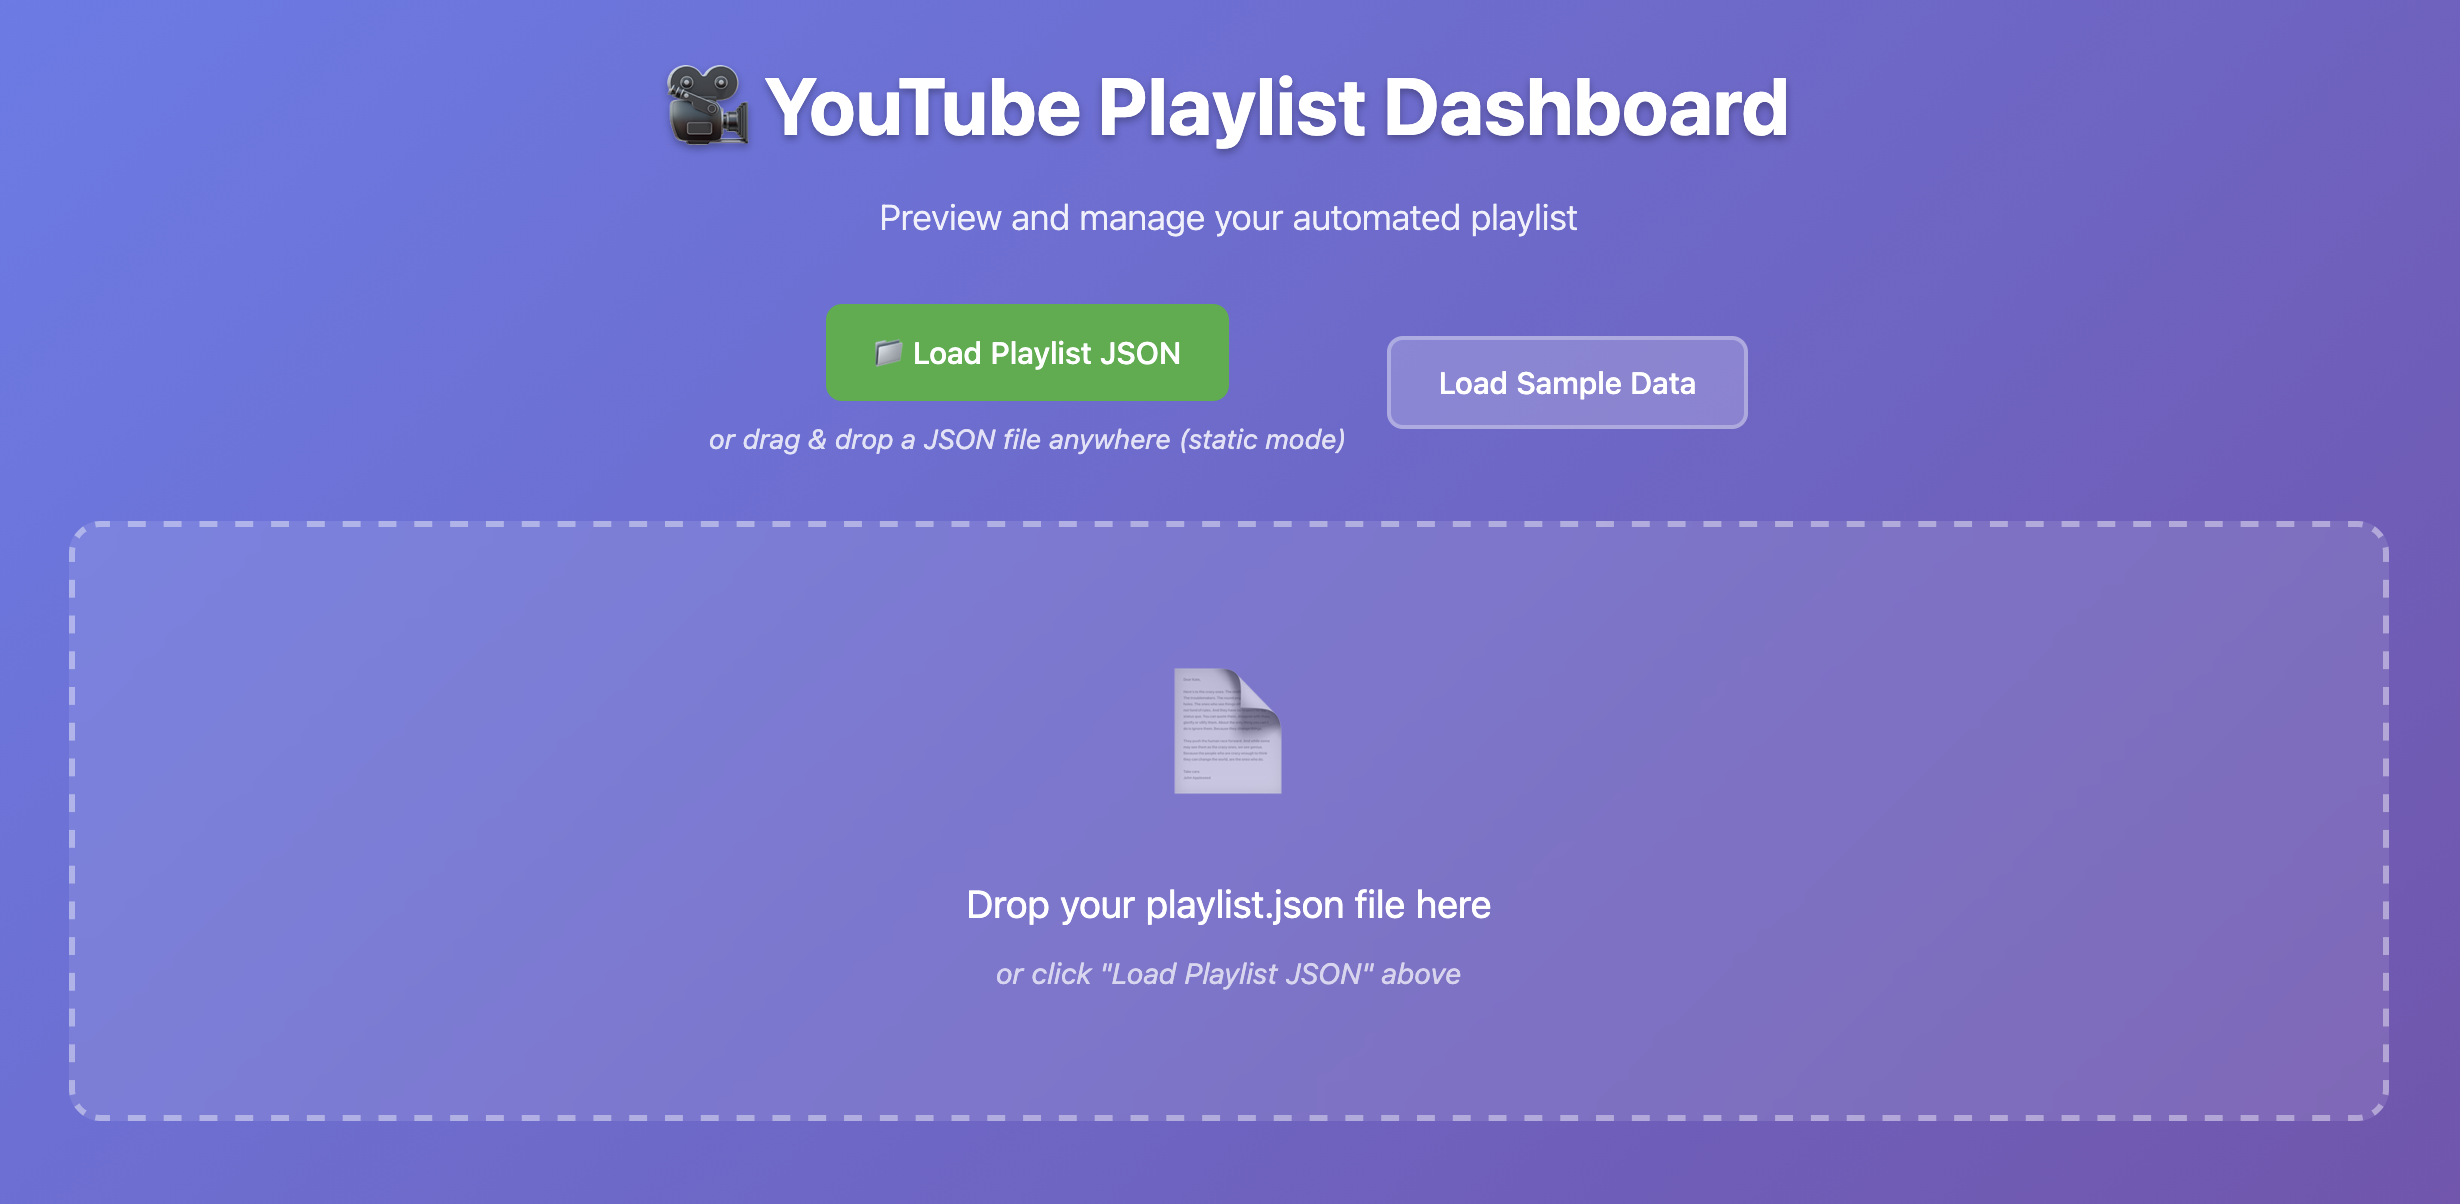 YouTube Playlist Dashboard
Preview and manage your automated playlist
Load Playlist JSON
or drag & drop a JSON file anywhere (static mode)
Load Sample Data
Drop your playlist.json file here
or click "Load Playlist JSON" above